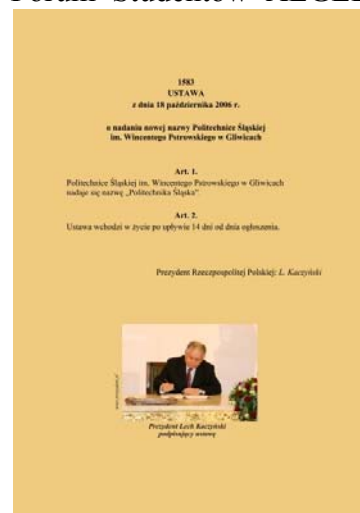 Forum Studentów
1583
USTAWA
z dnia 18 października 2006 r.
o nadaniu nowej nazwy Politechnice Śląskiej
im. Wincentego Pstrowskiego w Gliwicach
Art. 1.
Politechnice Śląskiej im. Wincentego Pstrowskiego w Gliwicach
nadaje się nazwę „Politechnika Śląska”.
Art. 2.
Ustawa wchodzi w życie po upływie 14 dni od dnia ogłoszenia.
Prezydent Rzeczpospolitej Polskiej: L. Kaczyński
Prezydent Lech Kaczyński
podpisujący ustawę